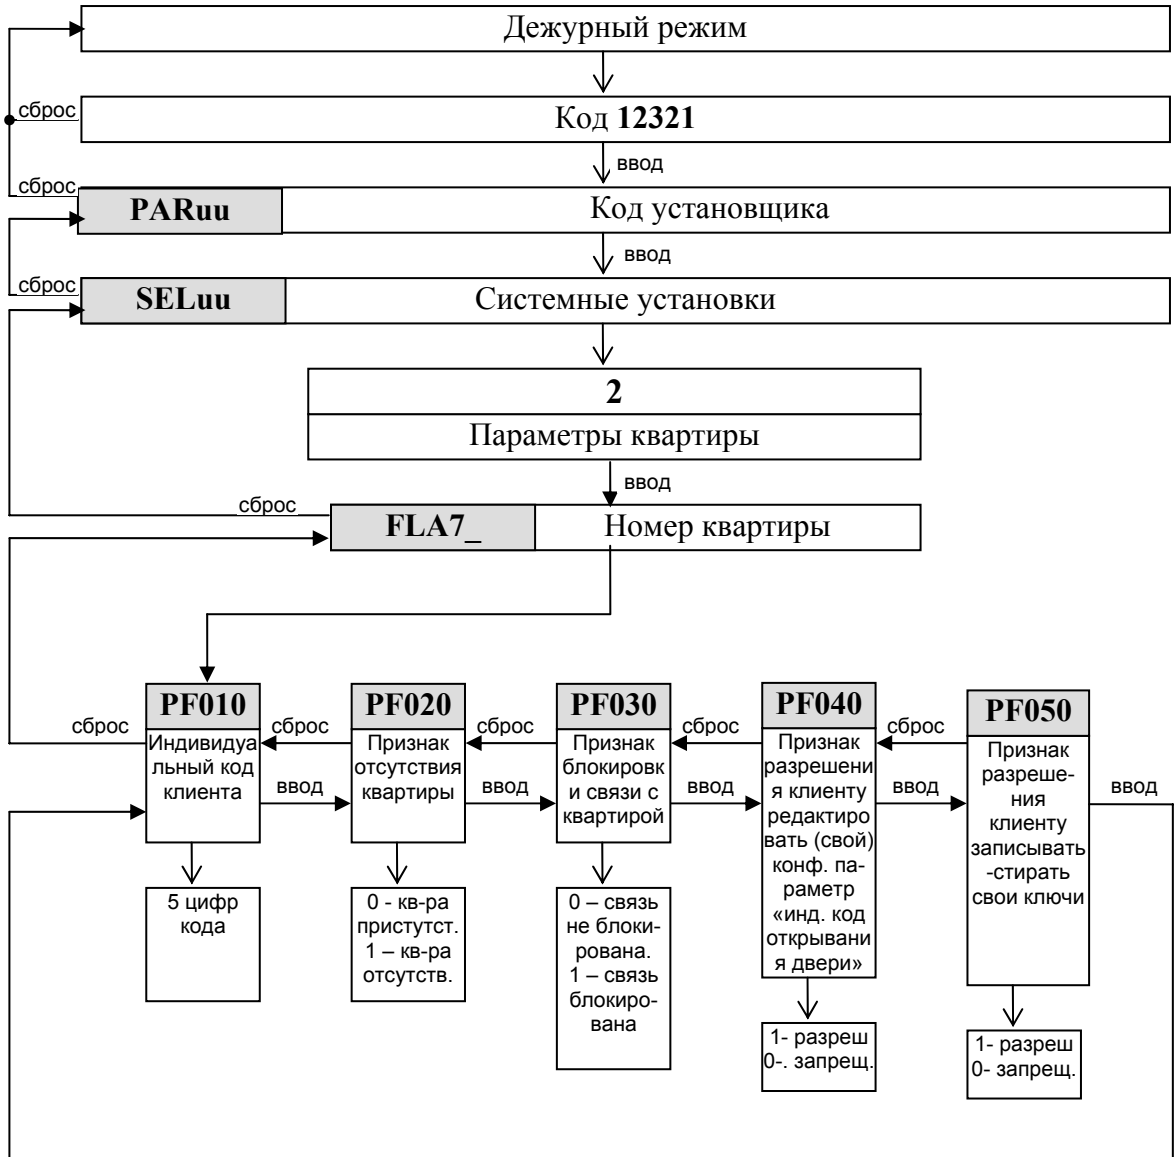 Дежурный режим
сброс
Код 12321
ввод
сброс
PARuu
Код установщика
ввод
сброс
SELuu
Системные установки
2
Параметры квартиры
ввод
сброс
FLA7_
Номер квартиры
PF010
PF020
PF030
PF040
PF050
сброс
сброс
сброс
сброс
сброс
Индивидуа
льный код
клиента
ввод
Признак
отсутствия
квартиры
ввод
Признак
блокировк
и связи с
квартирой
ввод
Признак
разрешени
я клиенту
редактиро
вать (свой)
конф. па-
раметр
«инд. код
открывани
я двери»
ввод
Признак
разреше-
ния
клиенту
записывать
-стирать
свои ключи
ввод
5 цифр
кода
0 - кв-ра
пристутст.
1 – кв-ра
отсутств.
0 – связь
не блоки-
рована.
1 – связь
блокиро-
вана
1- разреш
0-. запрещ.
1- разреш
0- запрещ.